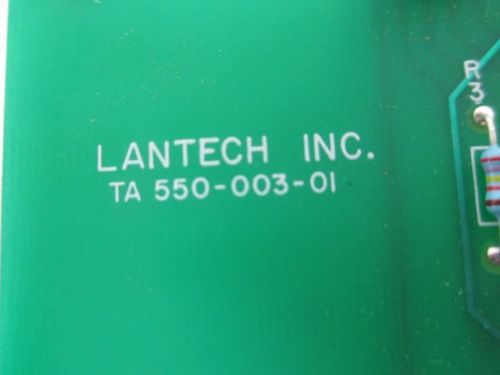 LANTECH INC.
TA 550-003-01
R
3